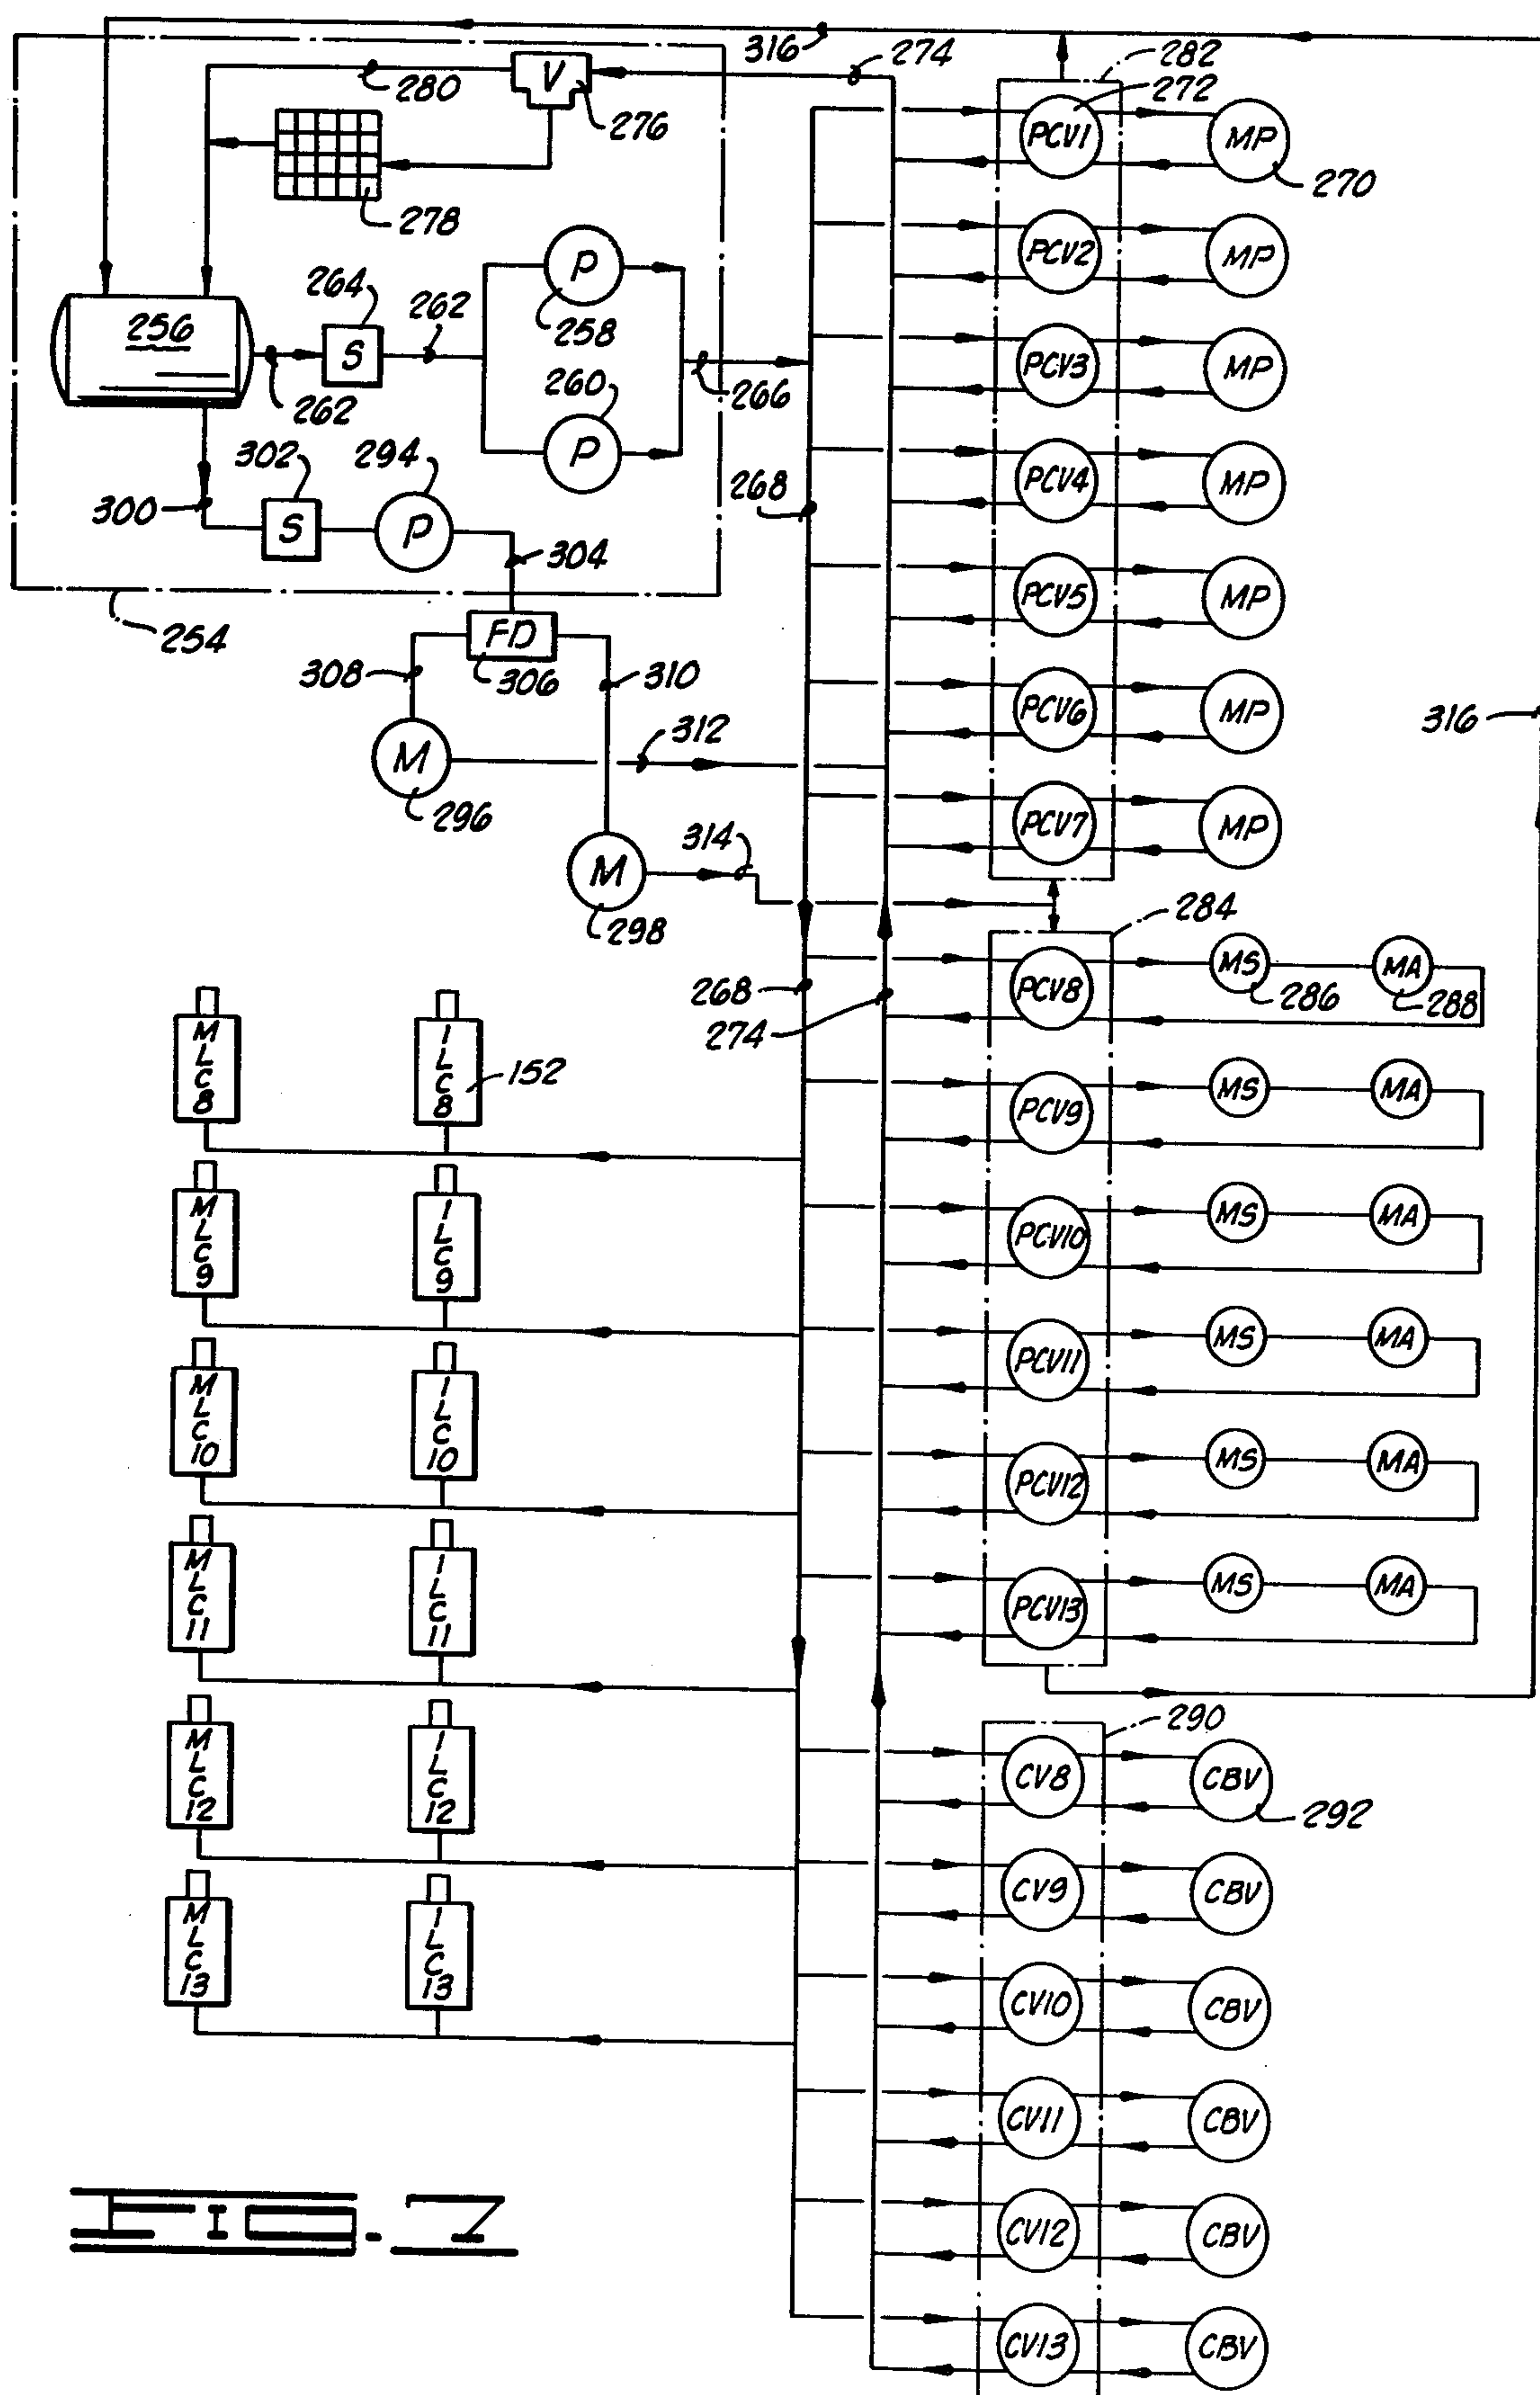 316
274
282
272
280
V
276
PCV1
MP
270
278
PCV2
MP
264
262
P
258
256
S
PCV3
MP
262
260
266
P
302
294
268
PCV4
MP
300
S
P
304
PCV5
MP
254
FD
308
306
310
PCV6
MP
316
312
M
296
PCV7
MP
314
M
298
284
268
PCV8
MS
MA
286
288
274
MLC8
ILC8
152
PCV9
MS
MA
MLC9
ILC9
PCV10
MS
MA
MLC10
ILC10
PCV11
MS
MA
PCV12
MS
MA
MLC11
ILC11
PCV13
MS
MA
290
MLC12
ILC12
CV8
CBV
292
MLC13
ILC13
CV9
CBV
CV10
CBV
CV11
CBV
FIG. 7
CV12
CBV
CV13
CBV